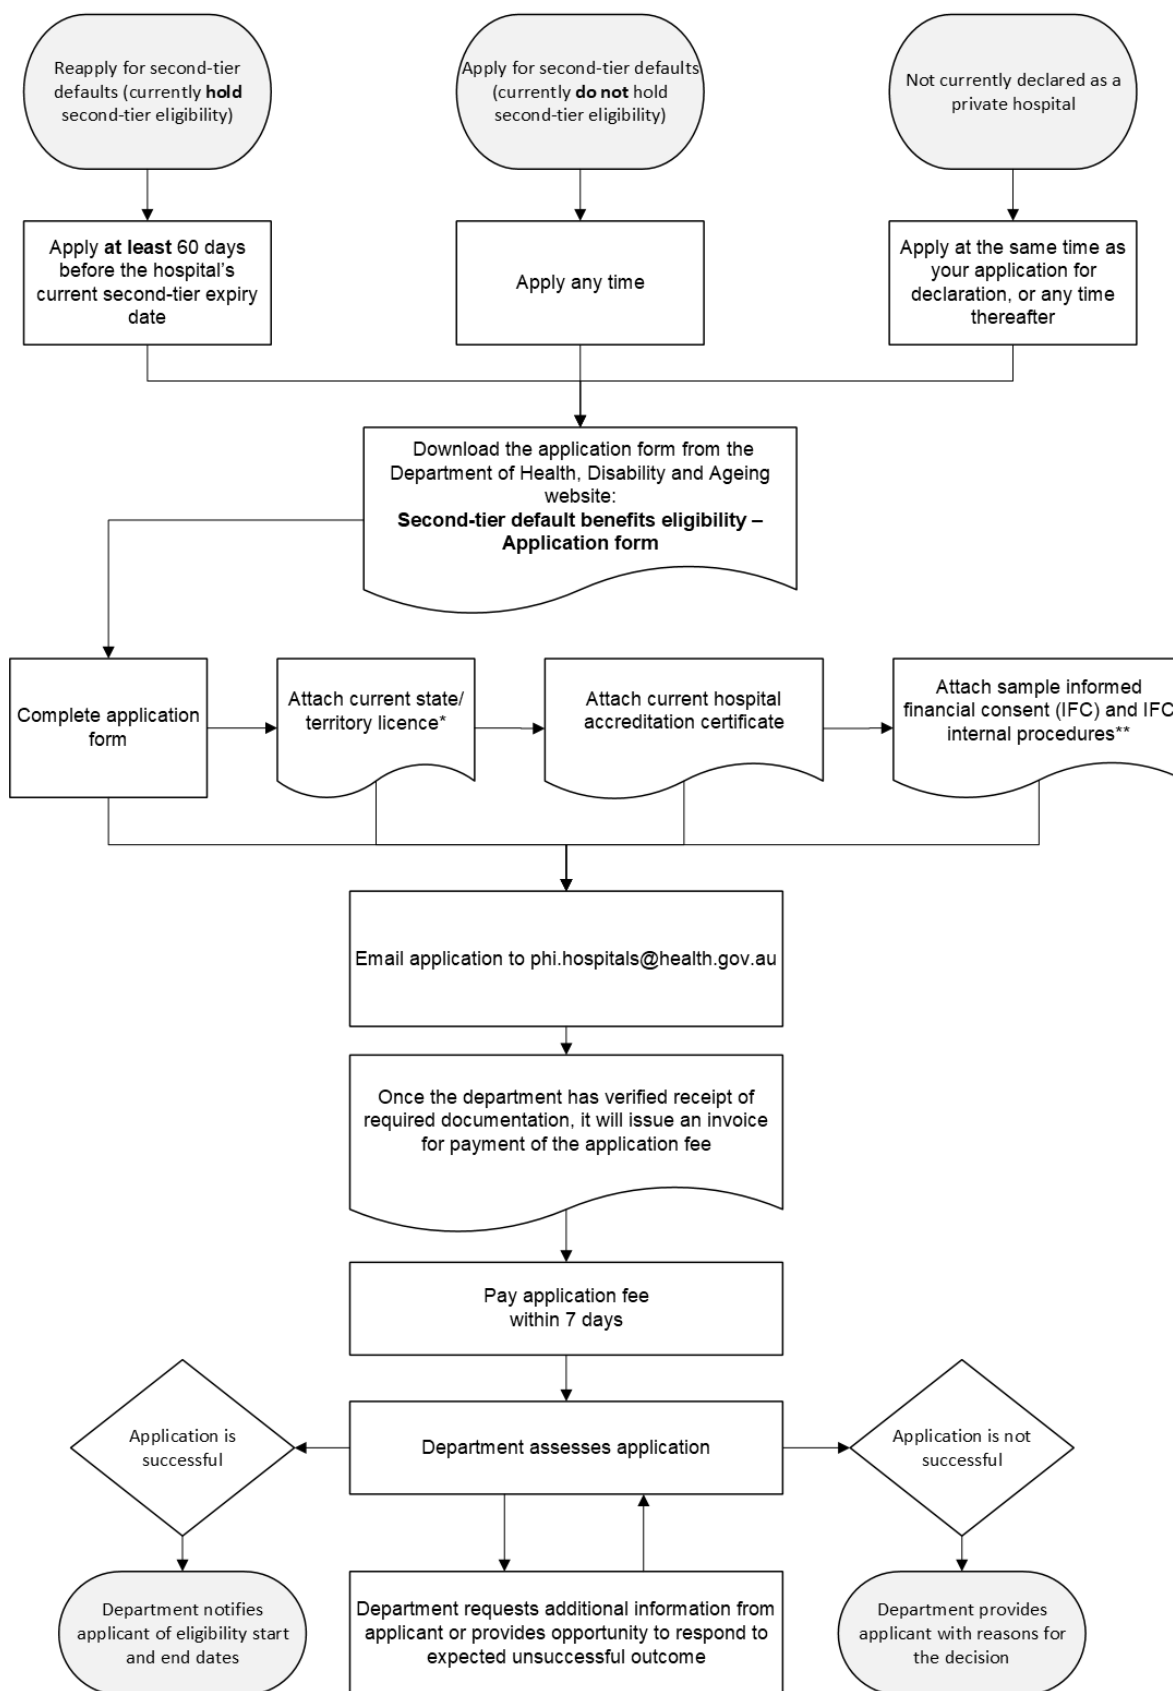 Reapply for second-tier
defaults (currently hold
second-tier eligibility)
Apply for second-tier defaults
(currently do not hold
second-tier eligibility)
Not currently declared as a
private hospital
Apply at least 60 days
before the hospital's
current second-tier expiry
date
Apply any time
Apply at the same time as
your application for
declaration, or any time
thereafter
Download the application form from the
Department of Health, Disability and Ageing
website:
Second-tier default benefits eligibility –
Application form
Complete application
form
Attach current state/
territory licence*
Attach current hospital
accreditation certificate
Attach sample informed
financial consent (IFC) and IFC
internal procedures**
Email application to phi.hospitals@health.gov.au
Once the department has verified receipt of
required documentation, it will issue an invoice
for payment of the application fee
Pay application fee
within 7 days
Application is
successful
Department assesses application
Application is not
successful
Department notifies
applicant of eligibility start
and end dates
Department requests additional information from
applicant or provides opportunity to respond to
expected unsuccessful outcome
Department provides
applicant with reasons for
the decision